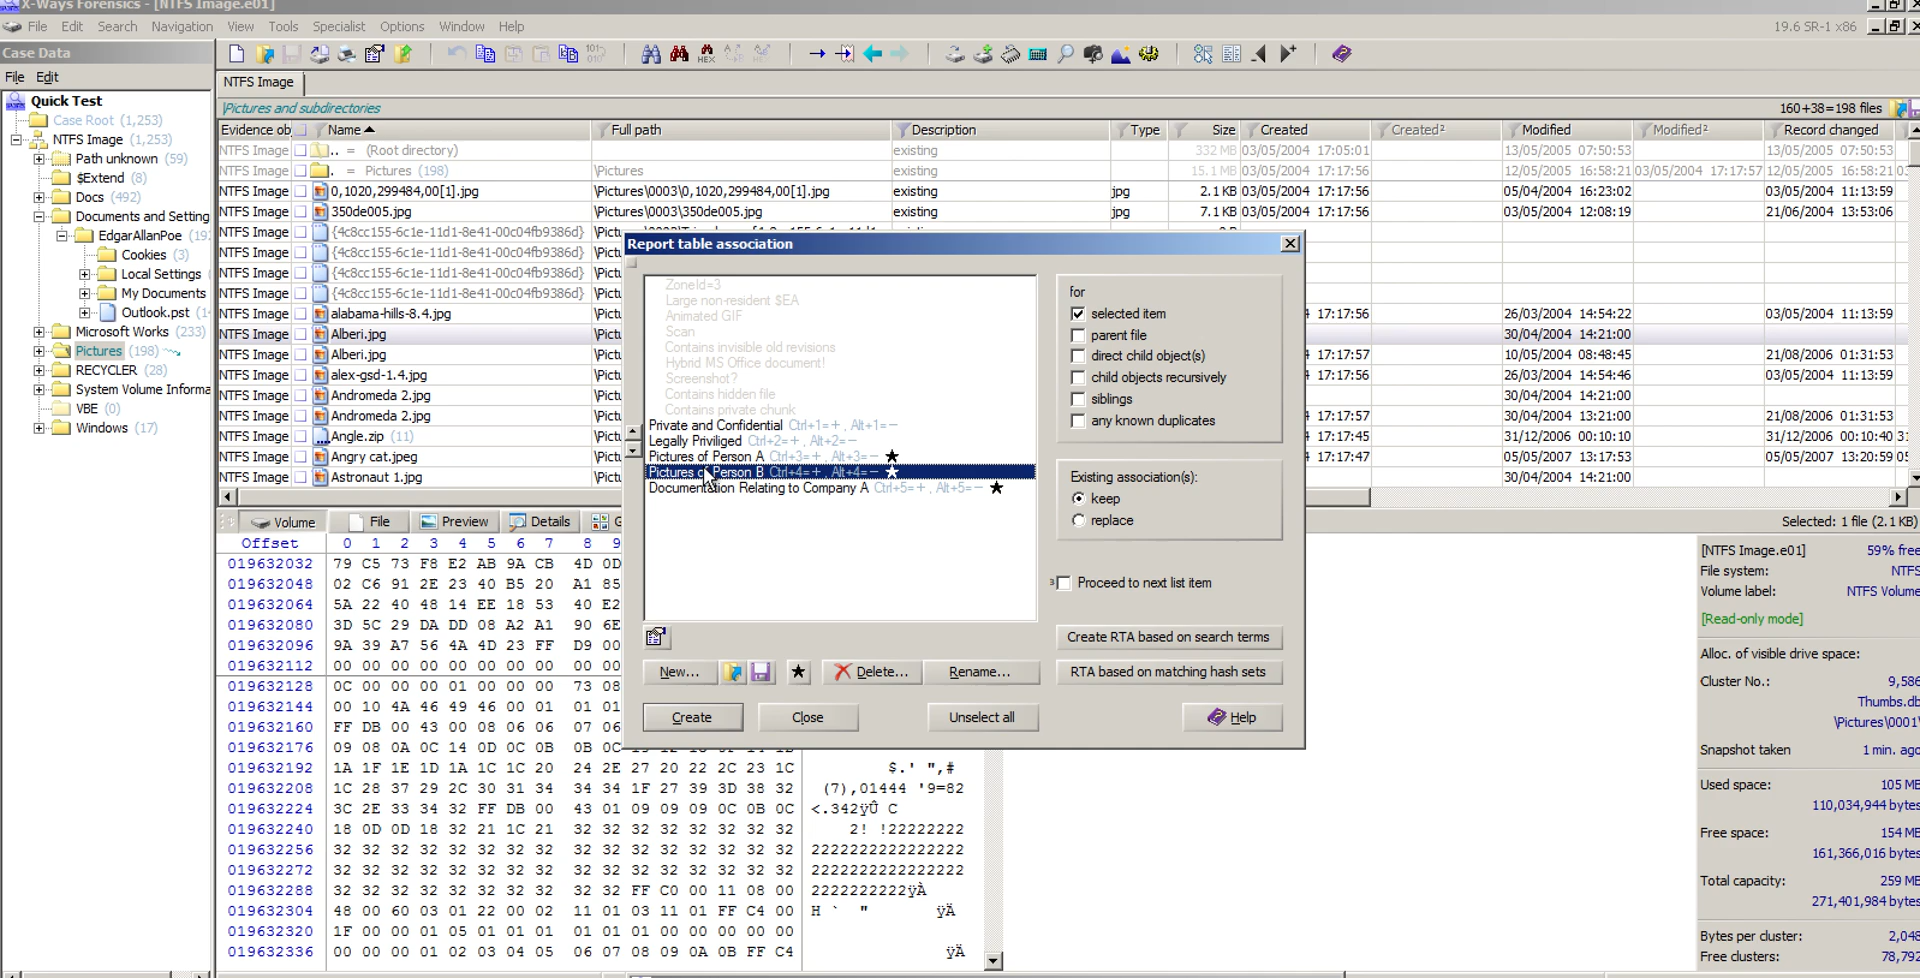 X-Ways Forensics - [NTFS Image.e01]
File Edit Search Navigation View Tools Specialist Options Window Help 19.6 SR-1 x86
Case Data
File Edit
Quick Test
Case Root (1,253)
NTFS Image (1,253)
Path unknown (59)
$Extend (8)
Docs (492)
Documents and Setting
EdgarAllanPoe (19
Cookies (3)
Local Settings
My Documents
Outlook.pst (1
Microsoft Works (233)
Pictures (198)
RECYCLER (28)
System Volume Informa
VBE (0)
Windows (17)
NTFS Image
\Pictures and subdirectories 160+38=198 files
Evidence ob Name Full path Description Type Size Created Created² Modified Modified² Record changed
NTFS Image .. = (Root directory) existing 332 MB 03/05/2004 17:05:01 13/05/2005 07:50:53 13/05/2005 07:50:53
NTFS Image . = Pictures (198) \Pictures existing 15.1 MB 03/05/2004 17:17:56 12/05/2005 16:58:21 03/05/2004 17:17:57 12/05/2005 16:58:21 03
NTFS Image 0,1020,299484,00[1].jpg \Pictures\0003\0,1020,299484,00[1].jpg existing jpg 2.1 KB 03/05/2004 17:17:56 05/04/2004 16:23:02 03/05/2004 11:13:59
NTFS Image 350de005.jpg \Pictures\0003\350de005.jpg existing jpg 7.1 KB 03/05/2004 17:17:56 03/05/2004 12:08:19 21/06/2004 13:53:06
NTFS Image {4c8cc155-6c1e-11d1-8e41-00c04fb9386d}
NTFS Image {4c8cc155-6c1e-11d1-8e41-00c04fb9386d} \Pictu
NTFS Image {4c8cc155-6c1e-11d1-8e41-00c04fb9386d} \Pictu
NTFS Image {4c8cc155-6c1e-11d1-8e41-00c04fb9386d} \Pictu
NTFS Image alabama-hills-8.4.jpg \Pictu 4 17:17:56 26/03/2004 14:54:22 03/05/2004 11:13:59
NTFS Image Alberi.jpg \Pictu 30/04/2004 14:21:00
NTFS Image Alberi.jpg \Pictu 4 17:17:57 10/05/2004 08:48:45 21/08/2006 01:31:53
NTFS Image alex-gsd-1.4.jpg \Pictu 4 17:17:56 26/03/2004 14:54:46 03/05/2004 11:13:59
NTFS Image Andromeda 2.jpg \Pictu 30/04/2004 14:21:00
NTFS Image Andromeda 2.jpg \Pictu 4 17:17:57 30/04/2004 13:21:00 21/08/2006 01:31:53
NTFS Image Angle.zip (11) \Pictu 4 17:17:45 31/12/2006 00:10:10 31/12/2006 00:10:40 31
NTFS Image Angry cat.jpeg \Pictu 4 17:17:57 05/05/2007 13:17:53 05/05/2007 13:20:59 05
NTFS Image Astronaut 1.jpg \Pictu 30/04/2004 14:21:00
Report table association
ZoneId=3
Large non-resident $EA
Animated GIF
Scan
Contains invisible old revisions
Hybrid MS Office document!
Screenshot?
Contains hidden file
Contains private chunk
Private and Confidential Ctrl+1=+ , Alt+1=−
Legally Priviliged Ctrl+2=+ , Alt+2=−
Pictures of Person A Ctrl+3=+ , Alt+3=− ★
Pictures of Person B Ctrl+4=+ , Alt+4=− ★
Documentation Relating to Company A Ctrl+5=+ , Alt+5=− ★
for
selected item
parent file
direct child object(s)
child objects recursively
siblings
any known duplicates
Existing association(s):
keep
replace
Proceed to next list item
Create RTA based on search terms
New... ★ Delete... Rename... RTA based on matching hash sets
Create Close Unselect all Help
Volume File Preview Details G Selected: 1 file (2.1 KB)
Offset 0 1 2 3 4 5 6 7 8 9
019632032 79 C5 73 F8 E2 AB 9A CB 4D 0D
019632048 02 C6 91 2E 23 40 B5 20 A1 85
019632064 5A 22 40 48 14 EE 18 53 40 E2
019632080 3D 5C 29 DA DD 08 A2 A1 90 6E
019632096 9A 39 A7 56 4A 4D 23 FF D9 00
019632112 00 00 00 00 00 00 00 00 00 00
019632128 0C 00 00 00 01 00 00 00 73 08
019632144 00 10 4A 46 49 46 00 01 01 01
019632160 FF DB 00 43 00 08 06 06 07 06
019632176 09 08 0A 0C 14 0D 0C 0B 0B 0C
019632192 1A 1F 1E 1D 1A 1C 1C 20 24 2E 27 20 22 2C 23 1C $.' ",#
019632208 1C 28 37 29 2C 30 31 34 34 34 1F 27 39 3D 38 32 (7),01444 '9=82
019632224 3C 2E 33 34 32 FF DB 00 43 01 09 09 09 0C 0B 0C <.342ÿÛ C
019632240 18 0D 0D 18 32 21 1C 21 32 32 32 32 32 32 32 32 2! !22222222
019632256 32 32 32 32 32 32 32 32 32 32 32 32 32 32 32 32 2222222222222222
019632272 32 32 32 32 32 32 32 32 32 32 32 32 32 32 32 32 2222222222222222
019632288 32 32 32 32 32 32 32 32 32 32 FF C0 00 11 08 00 2222222222ÿÀ
019632304 48 00 60 03 01 22 00 02 11 01 03 11 01 FF C4 00 H ` " ÿÄ
019632320 1F 00 00 01 05 01 01 01 01 01 01 00 00 00 00 00
019632336 00 00 00 01 02 03 04 05 06 07 08 09 0A 0B FF C4 ÿÄ
[NTFS Image.e01] 59% free
File system: NTFS
Volume label: NTFS Volume
[Read-only mode]
Alloc. of visible drive space:
Cluster No.: 9,586
Thumbs.db
\Pictures\0001\
Snapshot taken 1 min. ago
Used space: 105 MB
110,034,944 bytes
Free space: 154 MB
161,366,016 bytes
Total capacity: 259 MB
271,401,984 bytes
Bytes per cluster: 2,048
Free clusters: 78,792